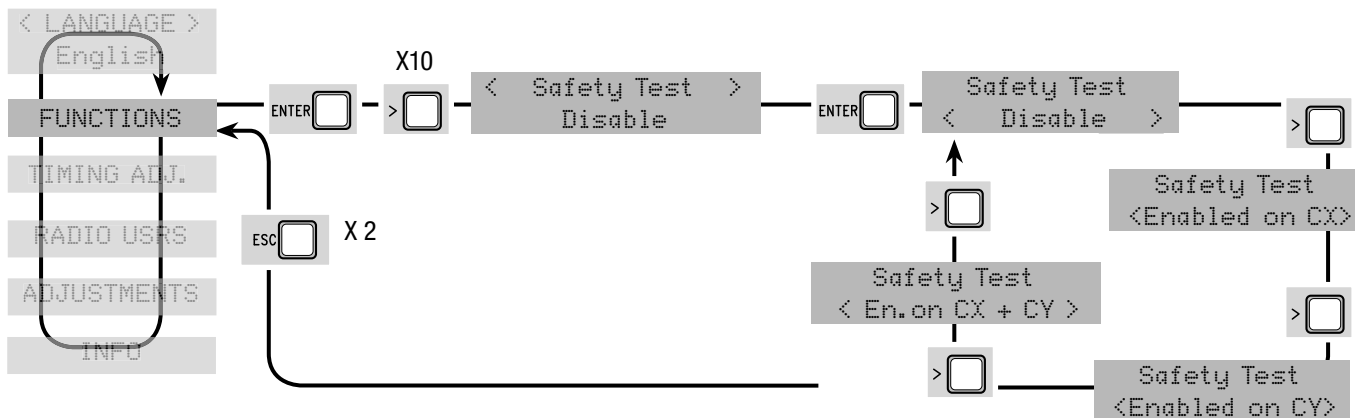 < LANGUAGE >
English
FUNCTIONS
TIMING ADJ.
RADIO USRS
ADJUSTMENTS
INFO
ENTER
X10
>
< Safety Test >
Disable
ENTER
Safety Test
< Disable >
>
Safety Test
<Enabled on CX>
>
Safety Test
<Enabled on CY>
>
Safety Test
< En.on CX + CY >
>
ESC
X 2